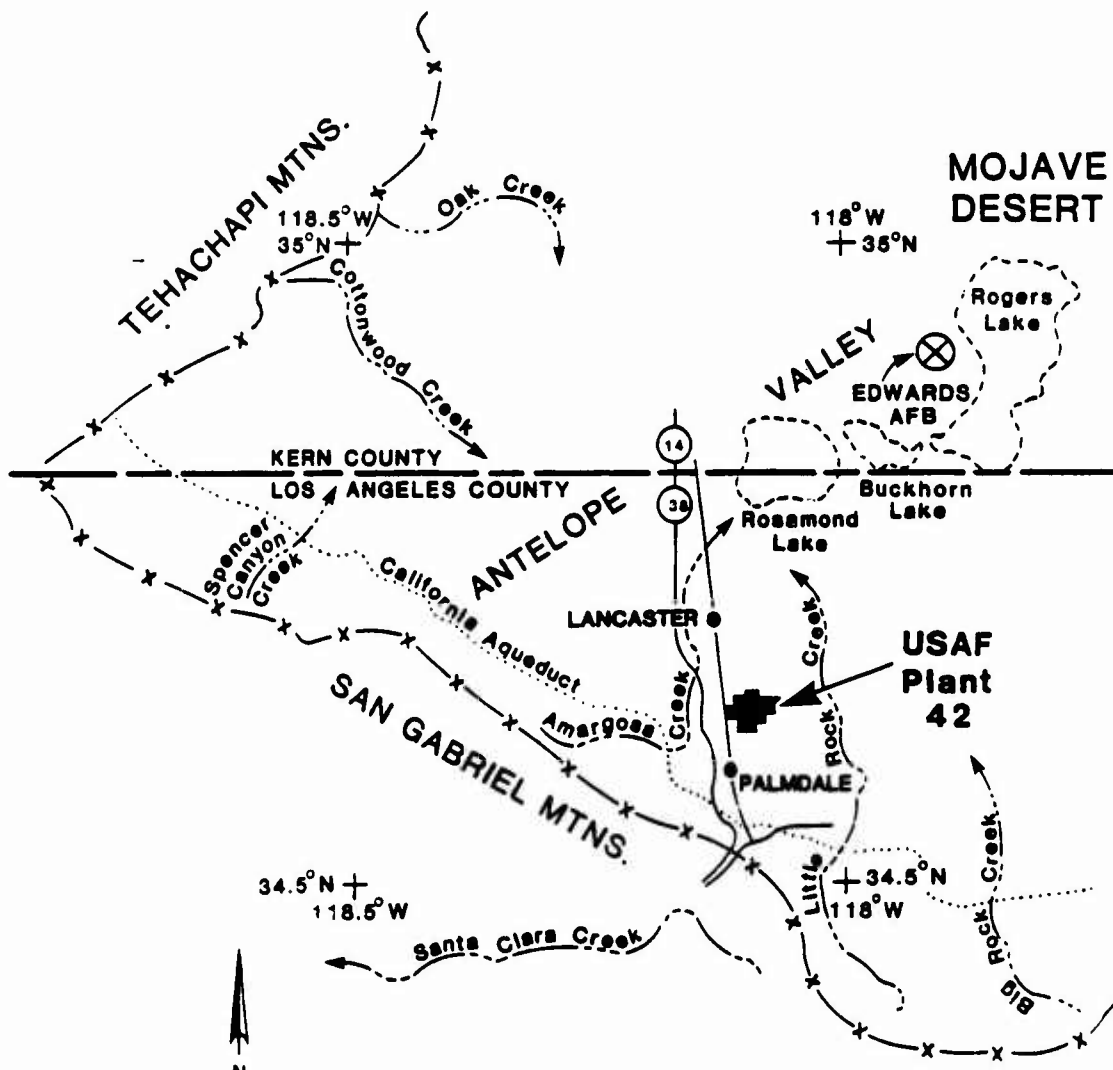 TEHACHAPI MTNS.
Oak Creek
MOJAVE
DESERT
118.5°W
35°N
118°W
35°N
Cottonwood Creek
Rogers
Lake
VALLEY
EDWARDS
AFB
14
KERN COUNTY
LOS ANGELES COUNTY
38
Buckhorn
Lake
Rosamond
Lake
ANTELOPE
Spencer
Canyon
Creek
California Aqueduct
LANCASTER
USAF
Plant
42
Amargosa Creek
SAN GABRIEL MTNS.
PALMDALE
Little Rock Creek
Big Rock Creek
34.5°N
118.5°W
34.5°N
118°W
Santa Clara Creek
N